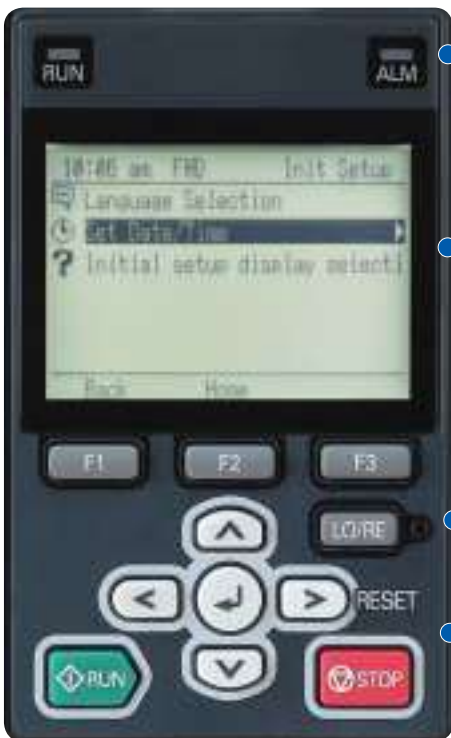 RUN ALM
10:06 am FWD Init Setup
Language Selection
Set Date/Time
? Initial setup display selecti
Back Home
F1 F2 F3
LO/RE
< > RESET
RUN STOP